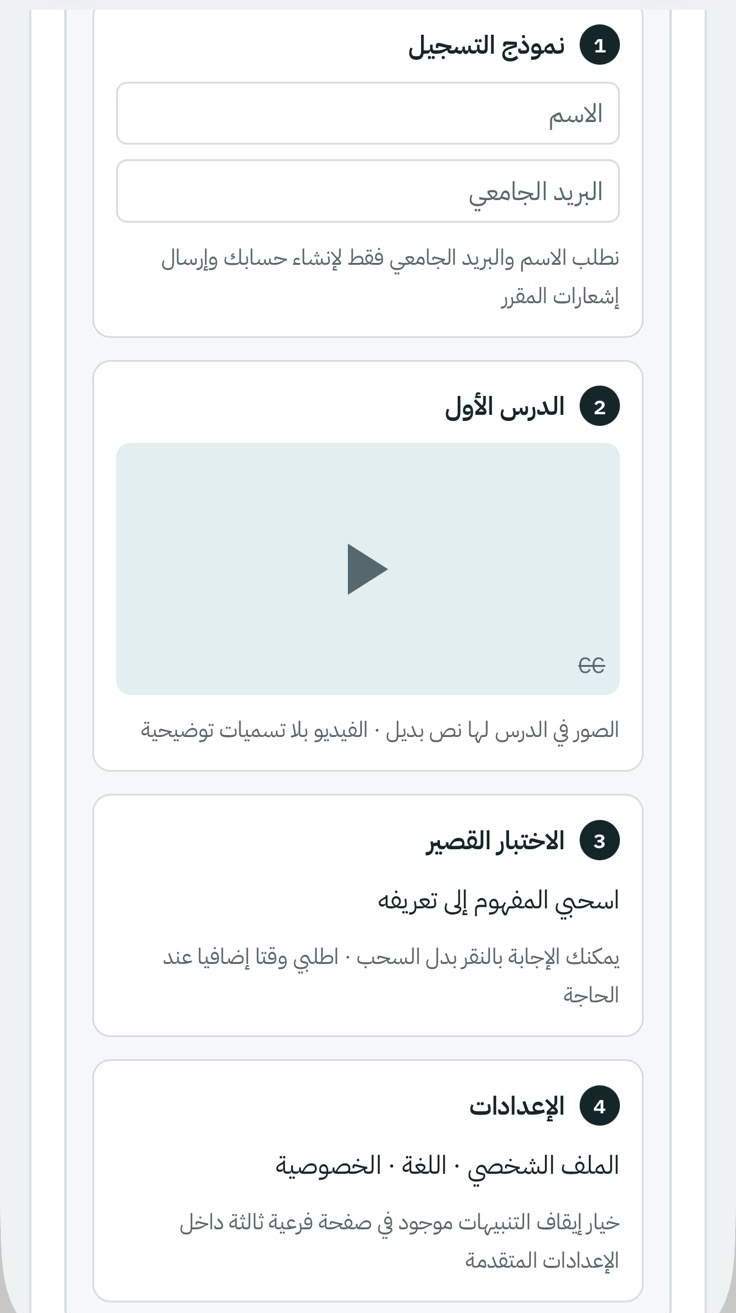 1 نموذج التسجيل
الاسم
البريد الجامعي
نطلب الاسم والبريد الجامعي فقط لإنشاء حسابك وإرسال
إشعارات المقرر
2 الدرس الأول
CC
الصور في الدرس لها نص بديل · الفيديو بلا تسميات توضيحية
3 الاختبار القصير
اسحبي المفهوم إلى تعريفه
يمكنك الإجابة بالنقر بدل السحب · اطلبي وقتا إضافيا عند
الحاجة
4 الإعدادات
الملف الشخصي · اللغة · الخصوصية
خيار إيقاف التنبيهات موجود في صفحة فرعية ثالثة داخل
الإعدادات المتقدمة